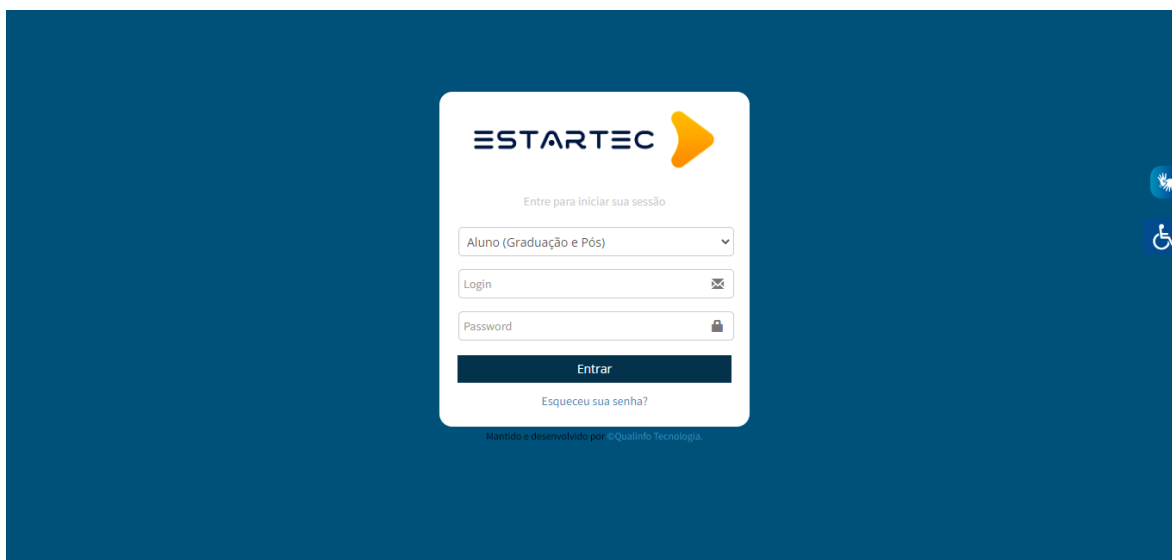 ESTARTEC
Entre para iniciar sua sessão
Aluno (Graduação e Pós)
Login
Password
Entrar
Esqueceu sua senha?
Mantido e desenvolvido por ©Qualinfo Tecnologia.